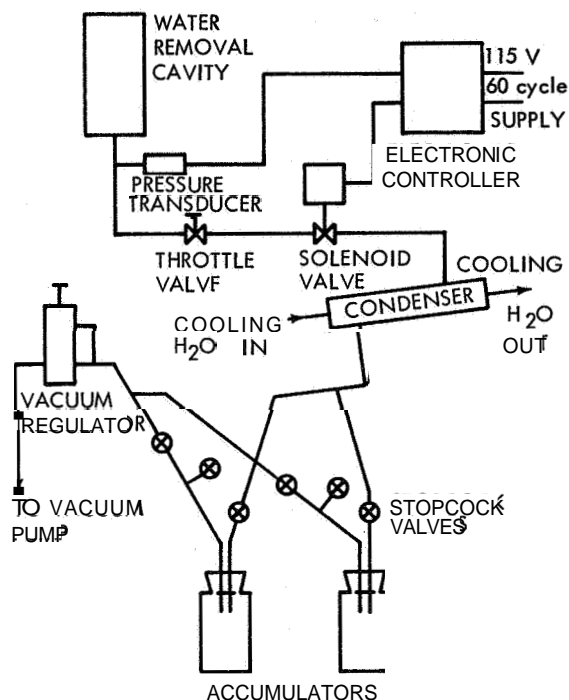 WATER
REMOVAL
CAVITY
115 V
60 cycle
SUPPLY
ELECTRONIC
CONTROLLER
PRESSURE
TRANSDUCER
THROTTLE
VALVF
SOLENOID
VALVE
COOLING
H₂O OUT
CONDENSER
COOLING
H₂O IN
VACUUM
REGULATOR
TO VACUUM
PUMP
STOPCOCK
VALVES
ACCUMULATORS